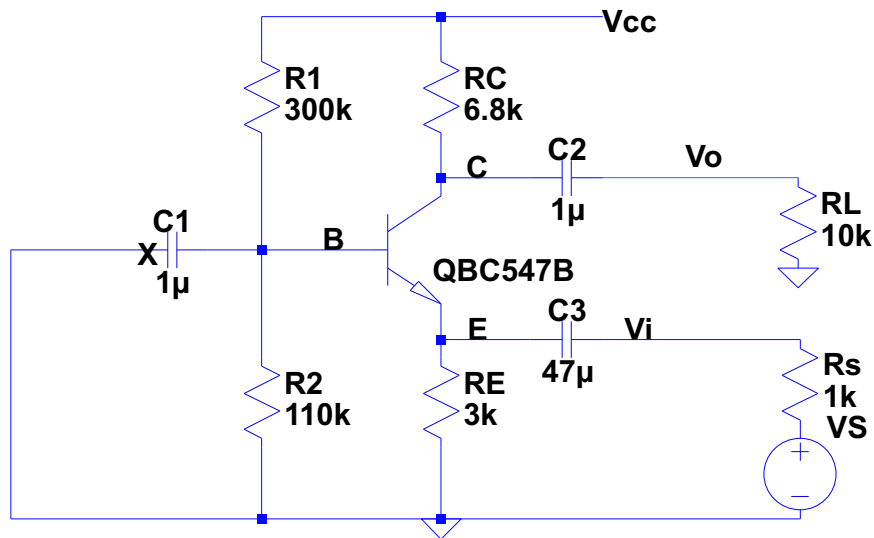 Vcc
R1
300k
RC
6.8k
C
C2
1µ
Vo
RL
10k
C1
X
1µ
B
QBC547B
E
C3
47µ
Vi
R2
110k
RE
3k
Rs
1k
VS